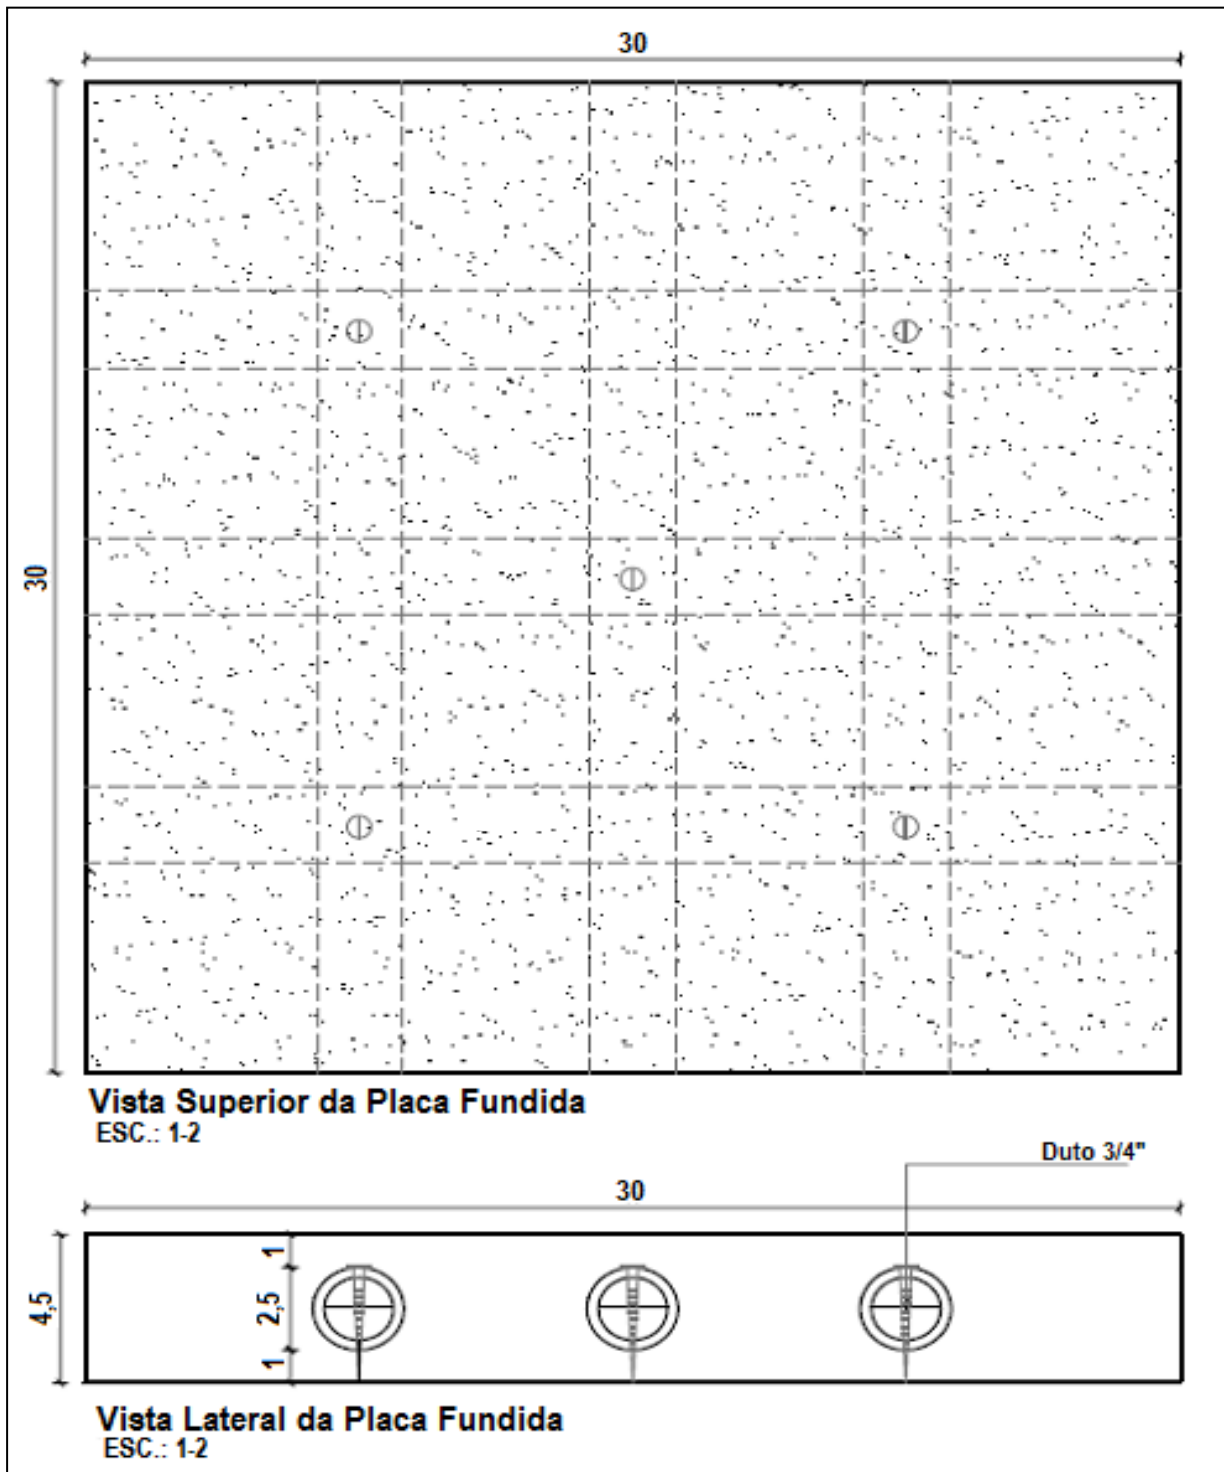 30
30
Vista Superior da Placa Fundida
ESC.: 1-2
Duto 3/4"
30
4,5
1
2,5
1
Vista Lateral da Placa Fundida
ESC.: 1-2